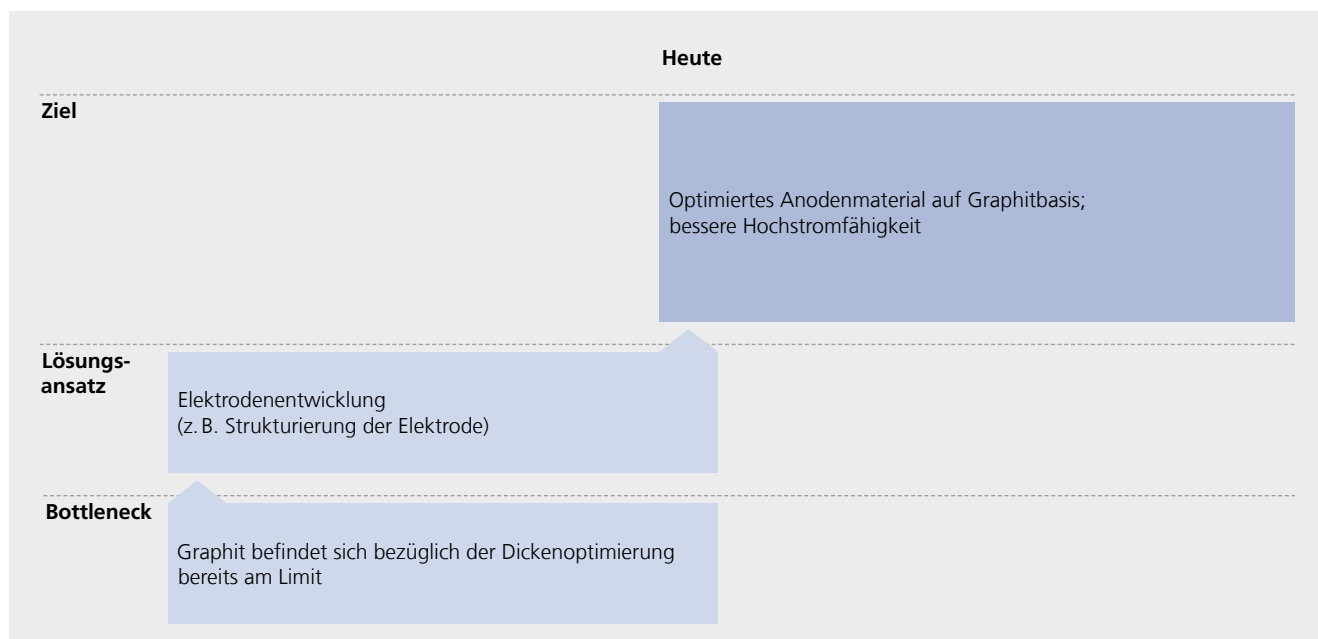 Heute
Ziel
Optimiertes Anodenmaterial auf Graphitbasis;
bessere Hochstromfähigkeit
Lösungs-
ansatz
Elektrodenentwicklung
(z. B. Strukturierung der Elektrode)
Bottleneck
Graphit befindet sich bezüglich der Dickenoptimierung
bereits am Limit